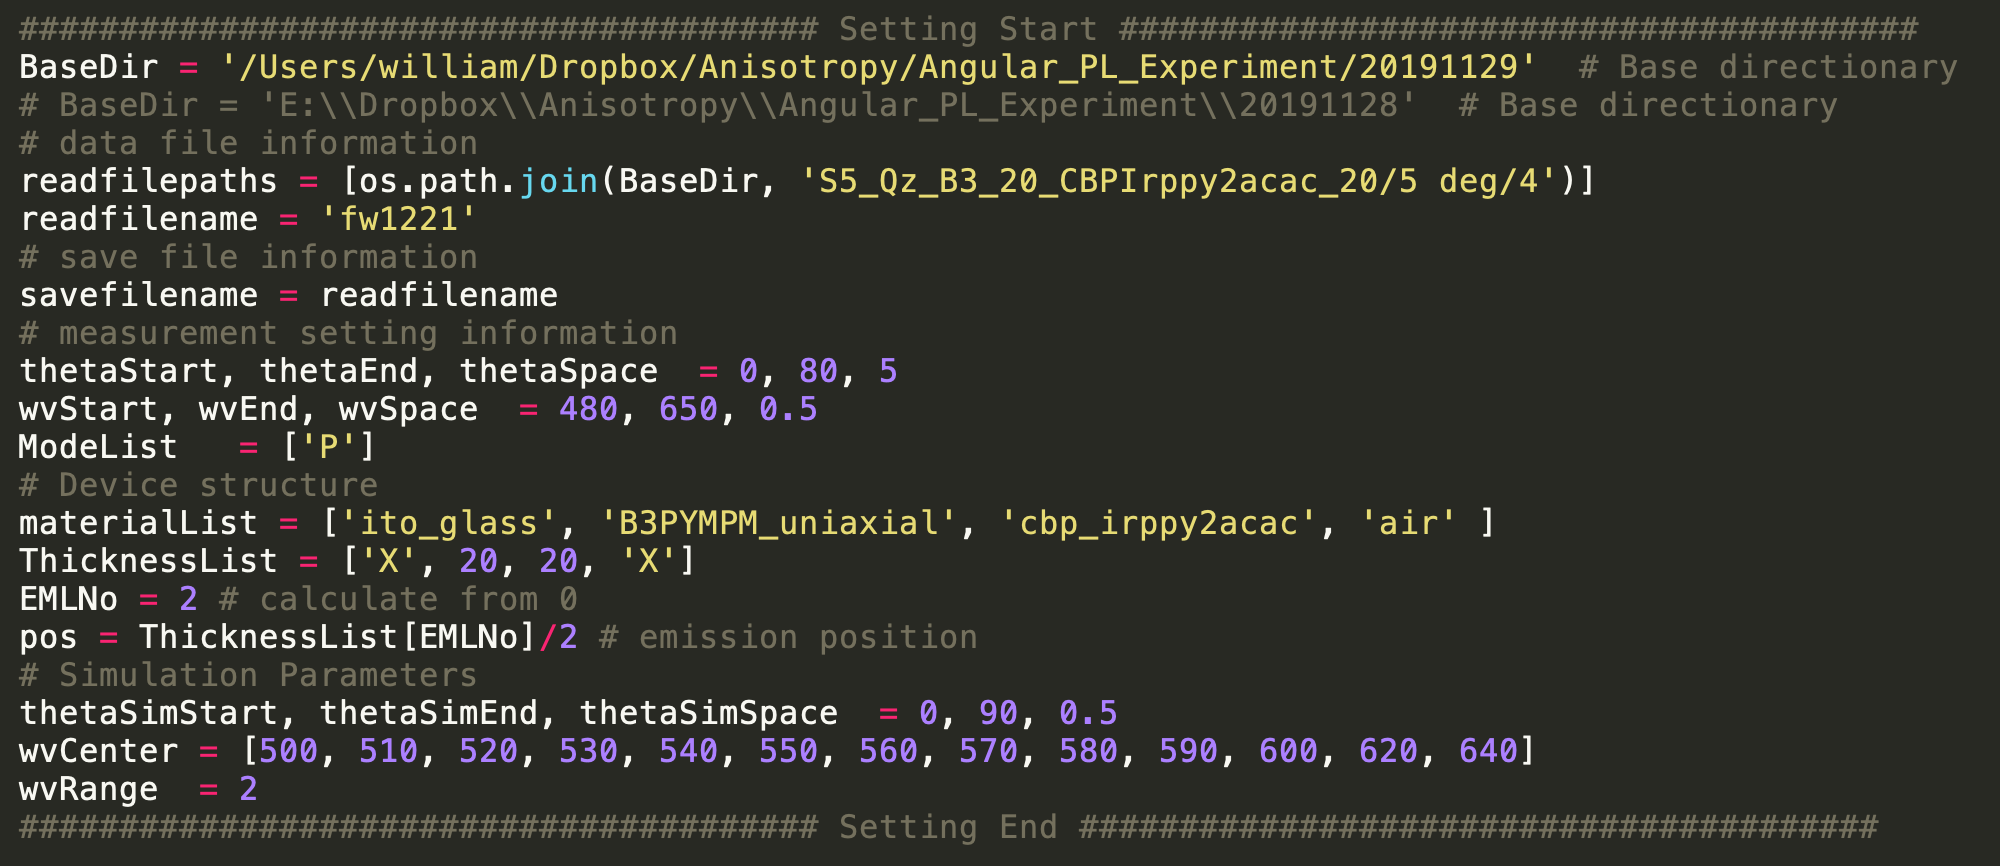 ######################################## Setting Start ########################################
BaseDir = '/Users/william/Dropbox/Anisotropy/Angular_PL_Experiment/20191129'  # Base directionary
# BaseDir = 'E:\\Dropbox\\Anisotropy\\Angular_PL_Experiment\\20191128'  # Base directionary
# data file information
readfilepaths = [os.path.join(BaseDir, 'S5_Qz_B3_20_CBPIrppy2acac_20/5 deg/4')]
readfilename = 'fw1221'
# save file information
savefilename = readfilename
# measurement setting information
thetaStart, thetaEnd, thetaSpace  = 0, 80, 5
wvStart, wvEnd, wvSpace  = 480, 650, 0.5
ModeList   = ['P']
# Device structure
materialList = ['ito_glass', 'B3PYMPM_uniaxial', 'cbp_irppy2acac', 'air' ]
ThicknessList = ['X', 20, 20, 'X']
EMLNo = 2 # calculate from 0
pos = ThicknessList[EMLNo]/2 # emission position
# Simulation Parameters
thetaSimStart, thetaSimEnd, thetaSimSpace  = 0, 90, 0.5
wvCenter = [500, 510, 520, 530, 540, 550, 560, 570, 580, 590, 600, 620, 640]
wvRange  = 2
######################################## Setting End ########################################